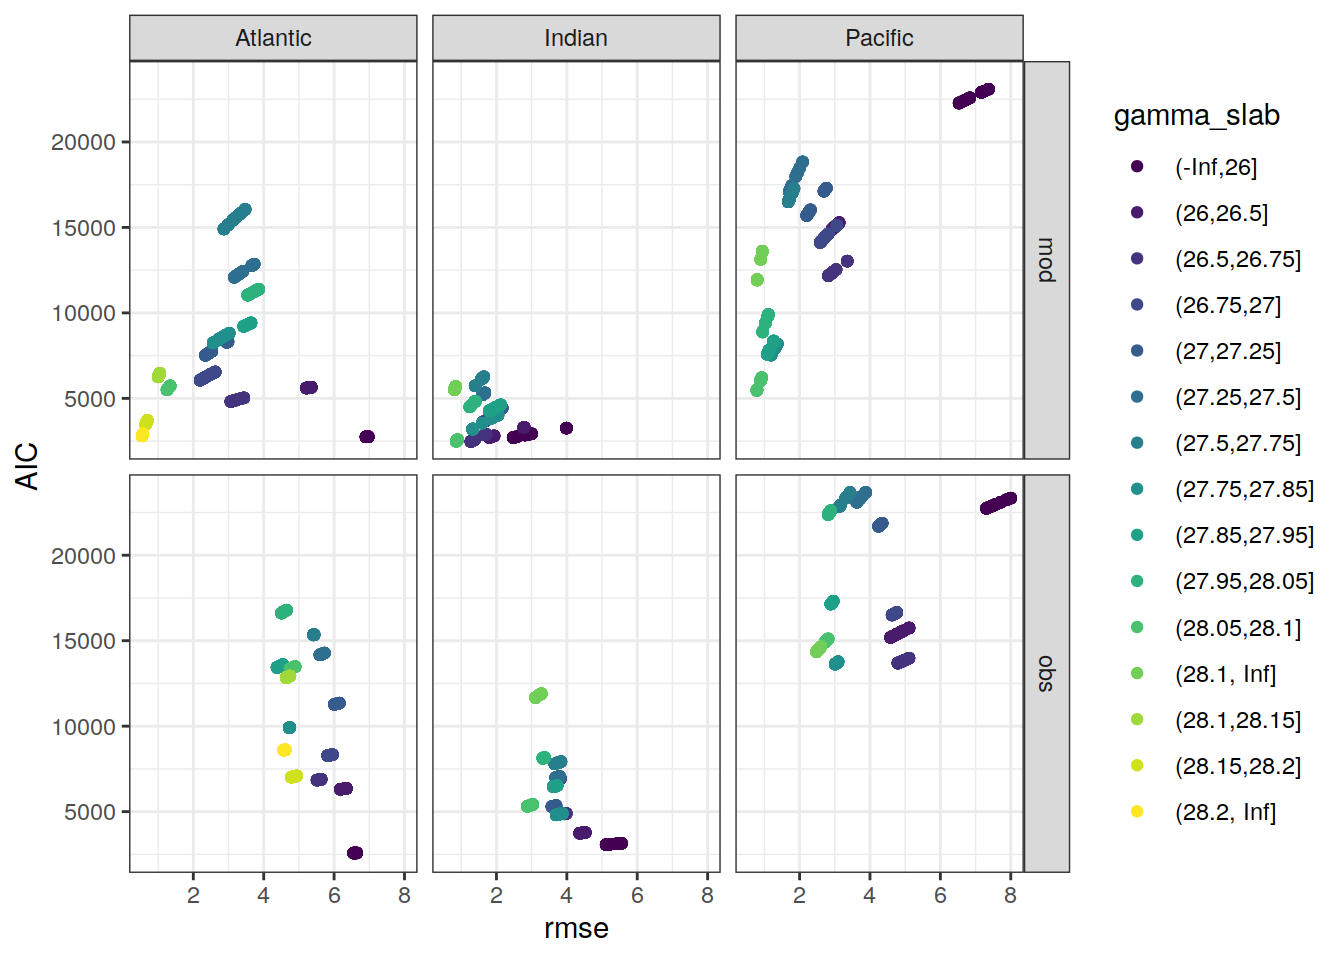 Atlantic Indian Pacific
20000
15000
10000
5000
mod
20000
15000
10000
5000
obs
AIC
2 4 6 8 2 4 6 8 2 4 6 8
rmse
gamma_slab
(-Inf,26]
(26,26.5]
(26.5,26.75]
(26.75,27]
(27,27.25]
(27.25,27.5]
(27.5,27.75]
(27.75,27.85]
(27.85,27.95]
(27.95,28.05]
(28.05,28.1]
(28.1, Inf]
(28.1,28.15]
(28.15,28.2]
(28.2, Inf]